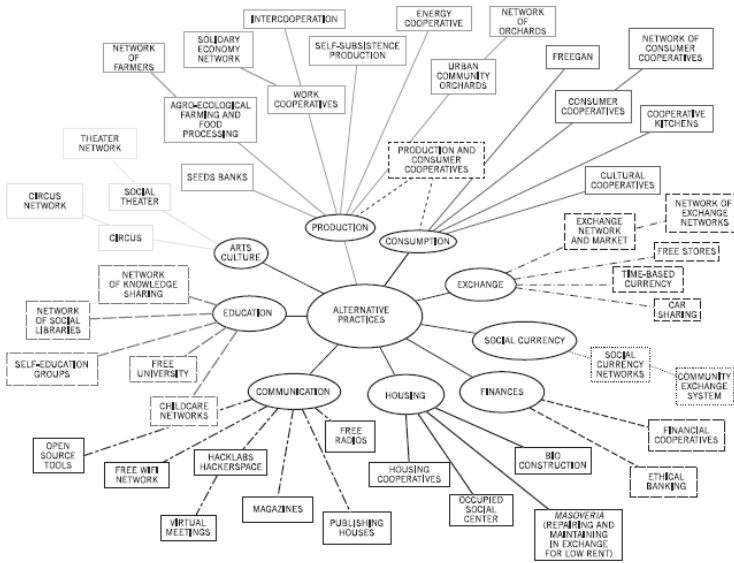 INTERCOOPERATION
ENERGY COOPERATIVE
NETWORK
OF ORCHARDS
SOLIDARY
ECONOMY
NETWORK
SELF-SUBSISTENCE
PRODUCTION
NETWORK OF
CONSUMER
COOPERATIVES
NETWORK
OF FARMERS
FREEGAN
URBAN
COMMUNITY
ORCHARDS
WORK
COOPERATIVES
AGRO-ECOLOGICAL
FARMING AND
FOOD
PROCESSING
CONSUMER
COOPERATIVES
COOPERATIVE
KITCHENS
THEATER
NETWORK
PRODUCTION AND
CONSUMER
COOPERATIVES
SEEDS BANKS
CULTURAL
COOPERATIVES
SOCIAL
THEATER
CIRCUS
NETWORK
PRODUCTION
CONSUMPTION
EXCHANGE
NETWORK
AND MARKET
NETWORK OF
EXCHANGE NETWORKS
CIRCUS
ARTS
CULTURE
FREE STORES
NETWORK
OF KNOWLEDGE
SHARING
EXCHANGE
TIME-BASED
CURRENCY
CAR
SHARING
NETWORK
OF SOCIAL
LIBRARIES
EDUCATION
ALTERNATIVE
PRACTICES
SOCIAL CURRENCY
SELF-EDUCATION
GROUPS
FREE
UNIVERSITY
SOCIAL
CURRENCY
NETWORKS
COMMUNITY
EXCHANGE
SYSTEM
COMMUNICATION
HOUSING
FINANCES
CHILDCARE
NETWORKS
FREE
RADIOS
FINANCIAL
COOPERATIVES
OPEN
SOURCE
TOOLS
FREE WIFI
NETWORK
HACKLABS
HACKERSPACE
HOUSING
COOPERATIVES
BIO
CONSTRUCTION
ETHICAL
BANKING
MAGAZINES
OCCUPIED
SOCIAL
CENTER
VIRTUAL
MEETINGS
PUBLISHING
HOUSES
MASOVERIA
(REPAIRING AND
MAINTAINING
IN EXCHANGE
FOR LOW RENT)